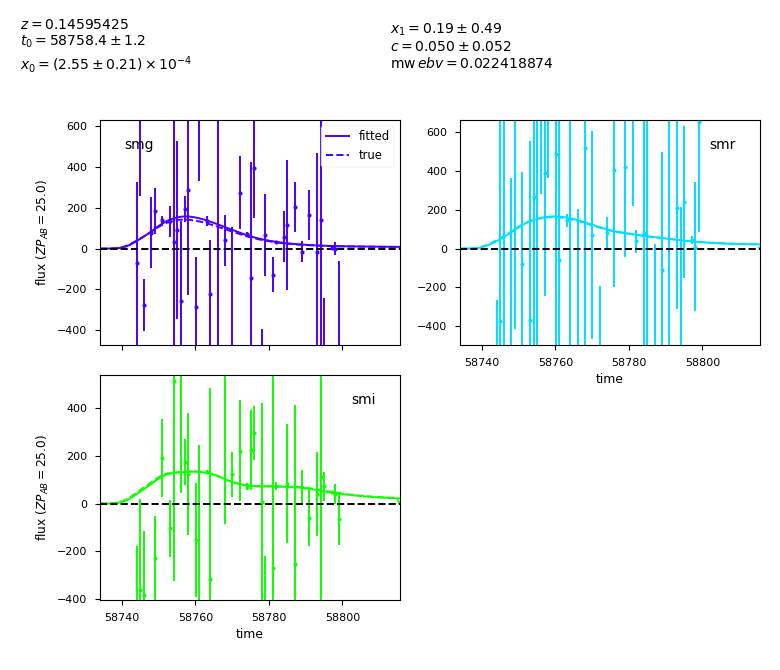 z = 0.14595425
t₀ = 58758.4 ± 1.2
x₀ = (2.55 ± 0.21) × 10⁻⁴
x₁ = 0.19 ± 0.49
c = 0.050 ± 0.052
mw ebv = 0.022418874
600
400
200
0
−200
−400
flux (ZP_AB = 25.0)
smg
fitted
true
600
400
200
0
−200
−400
smr
58740
58760
58780
58800
time
400
200
0
−200
−400
flux (ZP_AB = 25.0)
smi
58740
58760
58780
58800
time